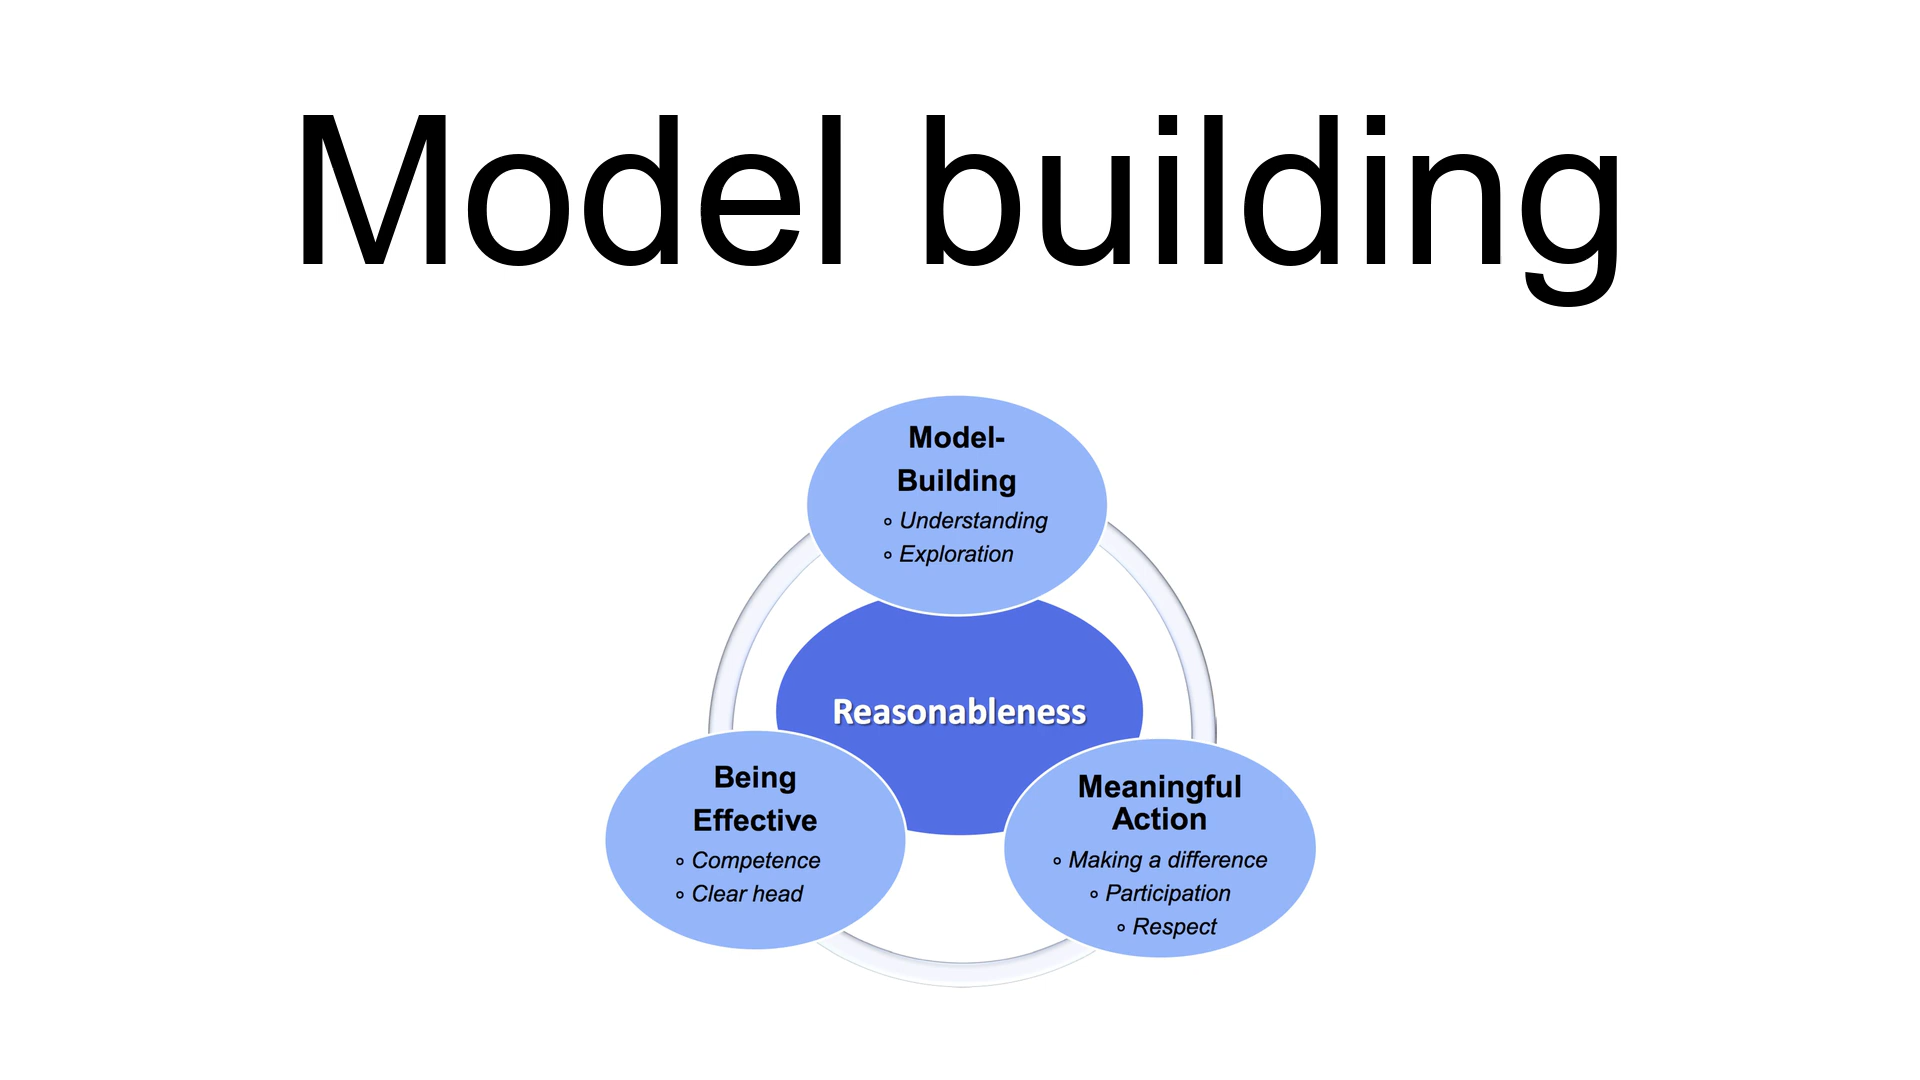 Model building
Model-
Building
∘ Understanding
∘ Exploration
Reasonableness
Being
Effective
∘ Competence
∘ Clear head
Meaningful
Action
∘ Making a difference
∘ Participation
∘ Respect